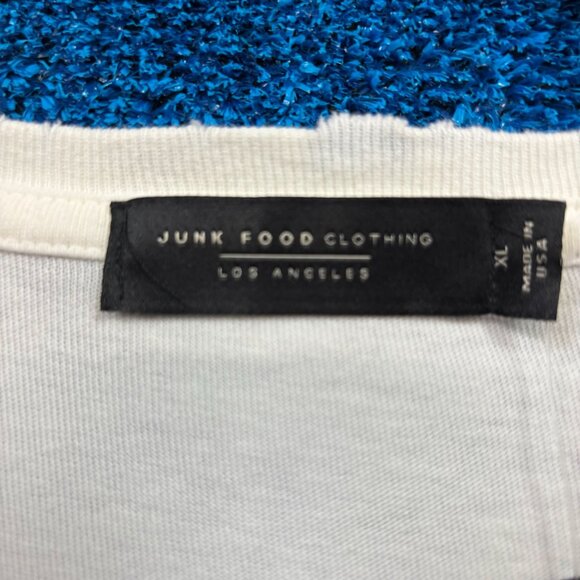 JUNK FOOD CLOTHING
LOS ANGELES
XL
MADE IN
USA